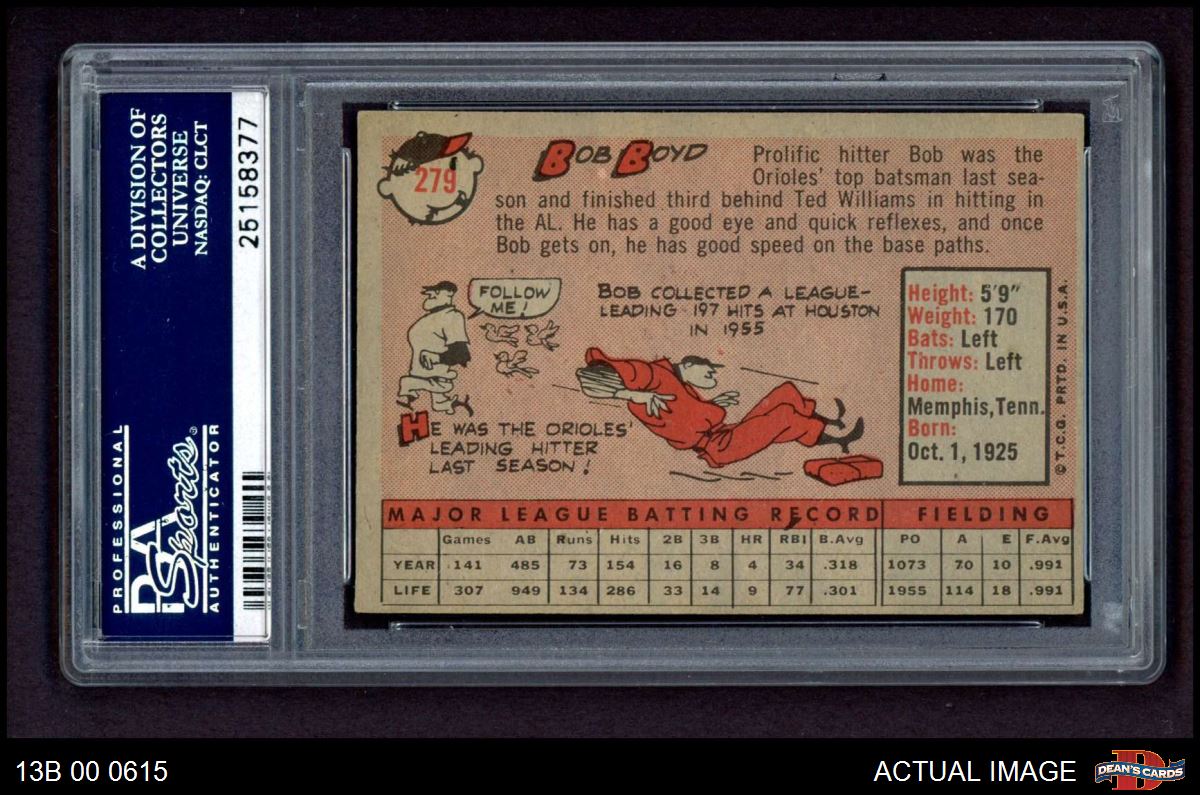 A DIVISION OF
COLLECTORS
UNIVERSE
NASDAQ: CLCT
25158377
PROFESSIONAL
PSA
Sports®
AUTHENTICATOR
279
BOB BOYD
Prolific hitter Bob was the
Orioles' top batsman last sea-
son and finished third behind Ted Williams in hitting in
the AL. He has a good eye and quick reflexes, and once
Bob gets on, he has good speed on the base paths.
FOLLOW
ME!
BOB COLLECTED A LEAGUE-
LEADING 197 HITS AT HOUSTON
IN 1955
HE WAS THE ORIOLES'
LEADING HITTER
LAST SEASON!
Height: 5'9"
Weight: 170
Bats: Left
Throws: Left
Home:
Memphis, Tenn.
Born:
Oct. 1, 1925
©T.C.G. PRTD. IN U.S.A.
MAJOR LEAGUE BATTING RECORD FIELDING
Games AB Runs Hits 2B 3B HR RBI B.Avg PO A E F.Avg
YEAR 141 485 73 154 16 8 4 34 .318 1073 70 10 .991
LIFE 307 949 134 286 33 14 9 77 .301 1955 114 18 .991
13B 00 0615
ACTUAL IMAGE
DEAN'S CARDS